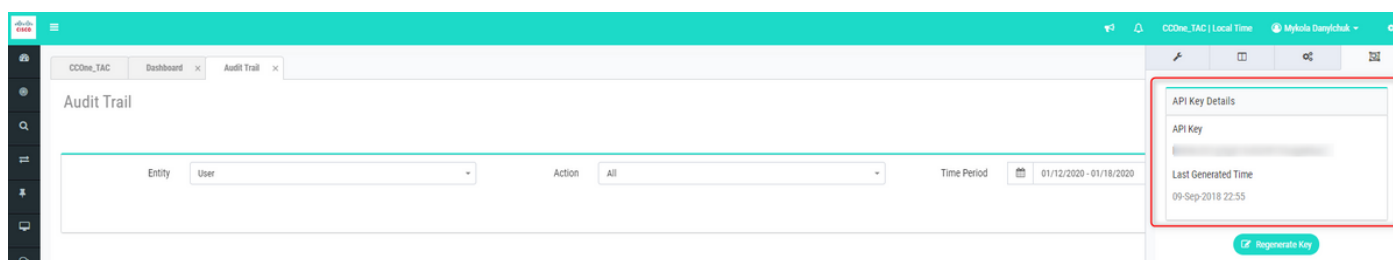 CISCO
CCOne_TAC | Local Time
Mykola Danylchuk
CCOne_TAC
Dashboard ×
Audit Trail ×
Audit Trail
Entity
User
Action
All
Time Period
01/12/2020 - 01/18/2020
API Key Details
API Key
Last Generated Time
09-Sep-2018 22:55
Regenerate Key